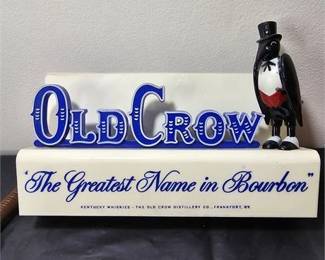 OLD CROW
"The Greatest Name in Bourbon"
KENTUCKY WHISKIES - THE OLD CROW DISTILLERY CO., FRANKFORT, KY.